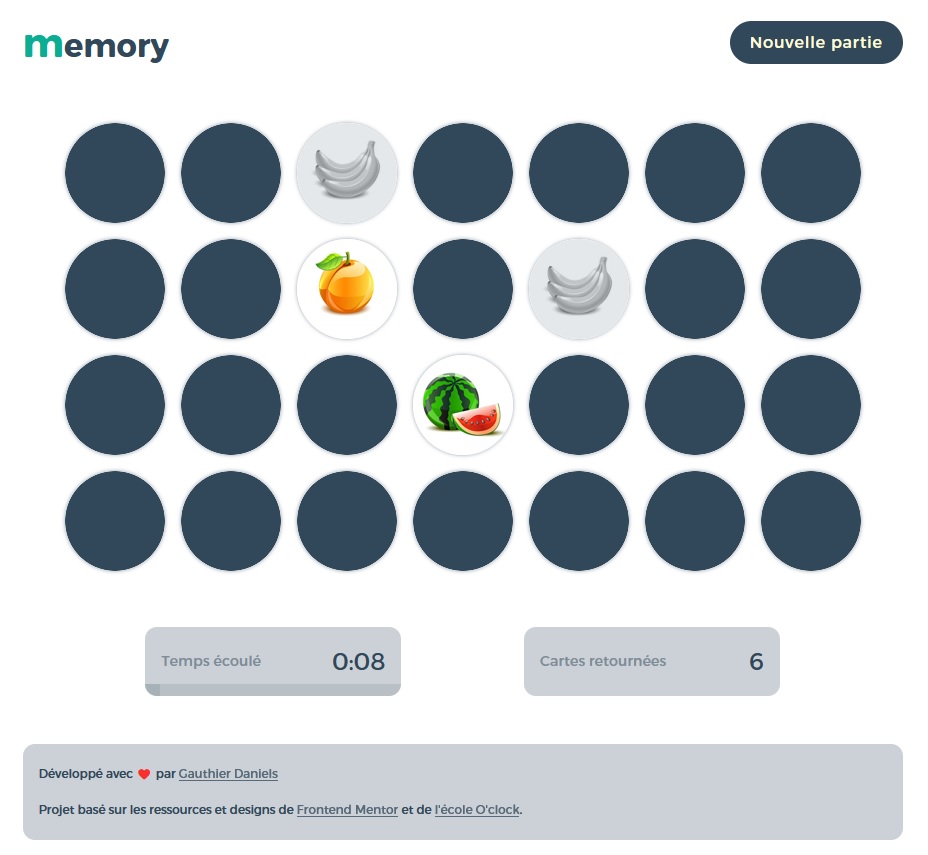 memory
Nouvelle partie
Temps écoulé
0:08
Cartes retournées
6
Développé avec ❤ par Gauthier Daniels
Projet basé sur les ressources et designs de Frontend Mentor et de l'école O'clock.